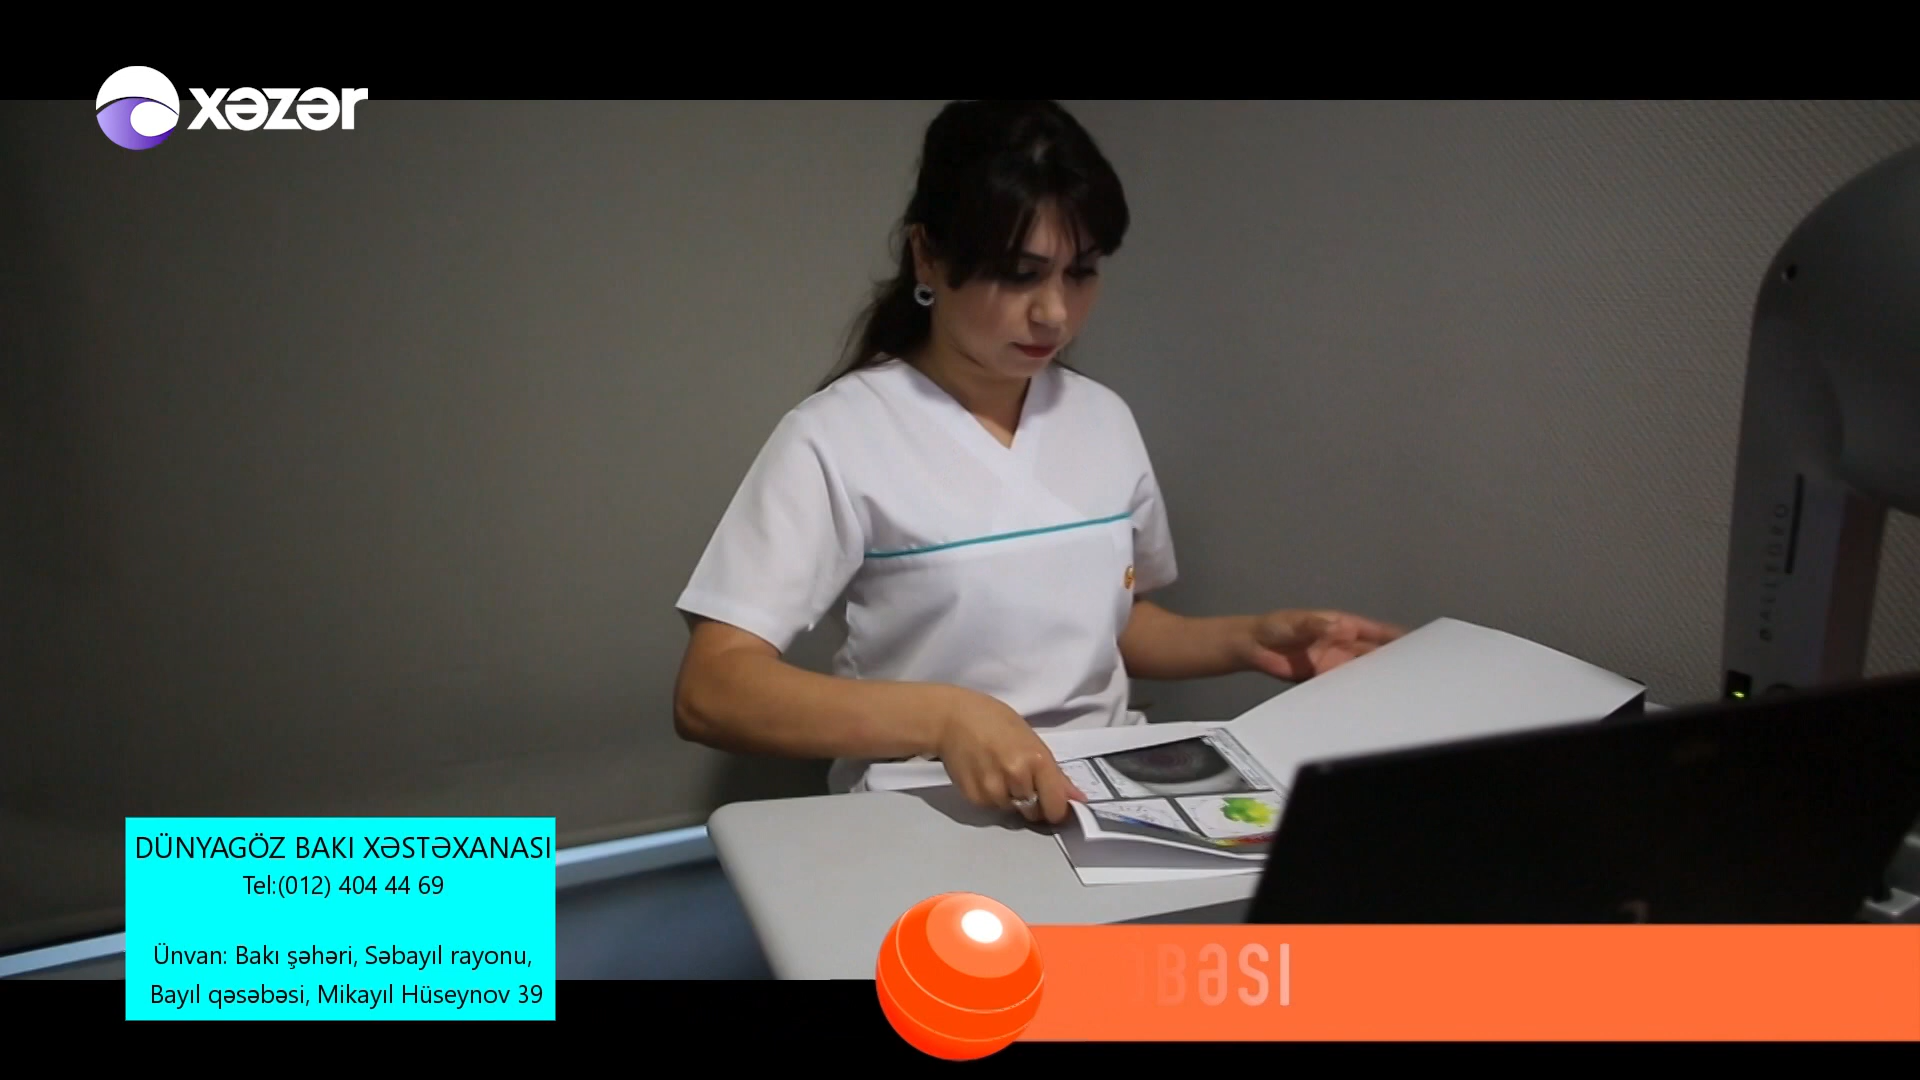 xəzər
DÜNYAGÖZ BAKI XƏSTƏXANASI
Tel:(012) 404 44 69
Ünvan: Bakı şəhəri, Səbayıl rayonu,
Bayıl qəsəbəsi, Mikayıl Hüseynov 39